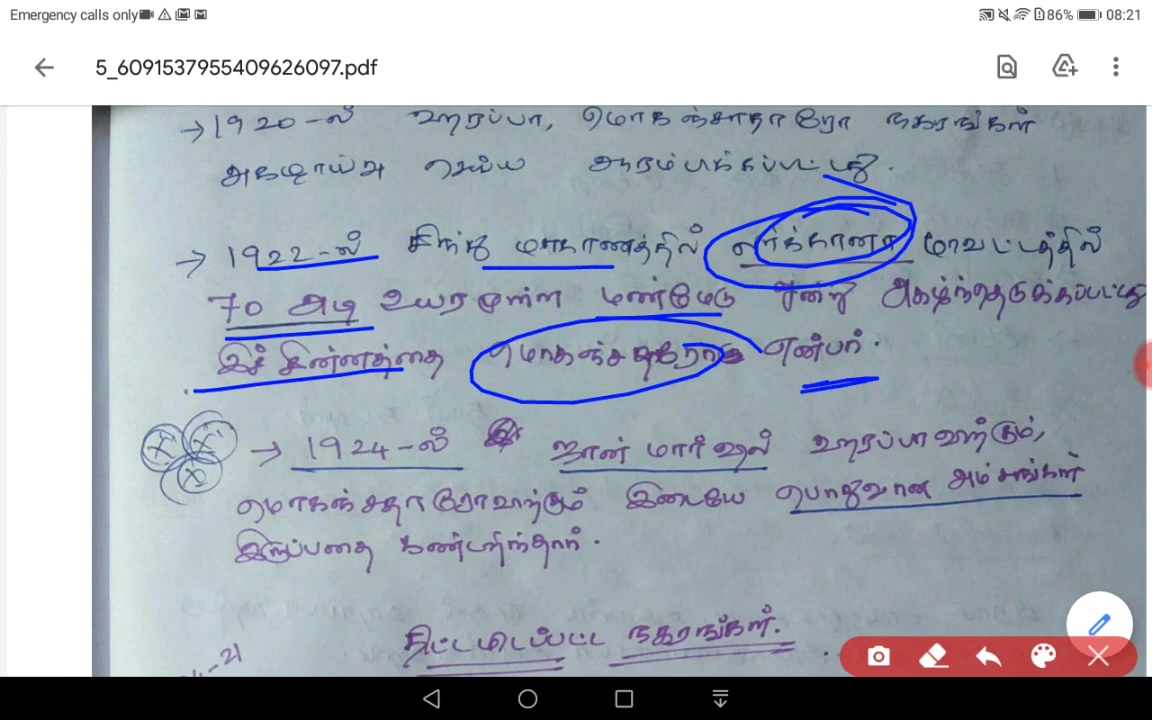 Emergency calls only 86% 08:21
5_6091537955409626097.pdf
→ 1920-ல் ஹரப்பா, மொகஞ்சாதாரோ நகரங்கள்
அகழாய்வு செய்ய ஆரம்பிக்கப்பட்டது.
→ 1922-ல் சிந்து மாகாணத்தில் லர்க்கானா மாவட்டத்தில்
70 அடி உயரமுள்ள மண்மேடு ஒன்று அகழ்ந்தெடுக்கப்பட்டது
இச் சின்னத்தை மொகஞ்சதாரோ என்பர்.
→ 1924-ல் ஜான் மார்ஷல் ஹரப்பாவிற்கும்,
மொகஞ்சதாரோவிற்கும் இடையே பொதுவான அம்சங்கள்
இருப்பதை கண்டறிந்தார்.
திட்டமிடப்பட்ட நகரங்கள்.